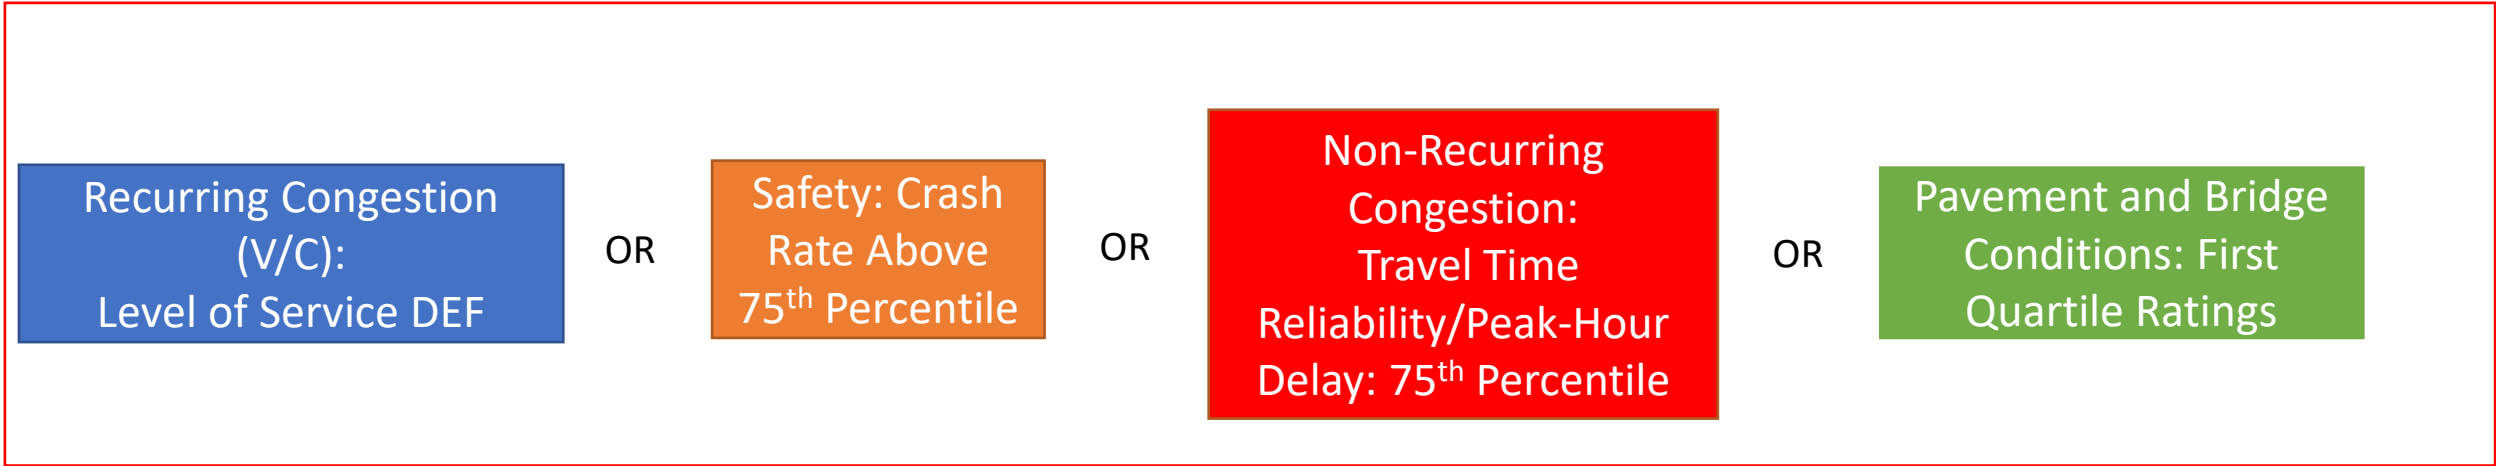 Recurring Congestion
(V/C):
Level of Service DEF
OR
Safety: Crash
Rate Above
75th Percentile
OR
Non-Recurring
Congestion:
Travel Time
Reliability/Peak-Hour
Delay: 75th Percentile
OR
Pavement and Bridge
Conditions: First
Quartile Ratings